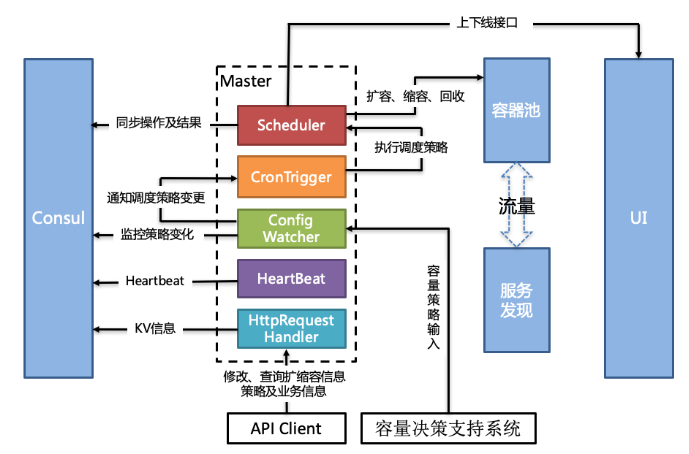 上下线接口
Master
扩容、缩容、回收
容器池
Scheduler
同步操作及结果
执行调度策略
CronTrigger
通知调度策略变更
流量
Consul
Config
Watcher
UI
监控策略变化
容量策略输入
Heartbeat
HeartBeat
服务
发现
HttpRequest
Handler
KV信息
修改、查询扩缩容信息
策略及业务信息
API Client
容量决策支持系统